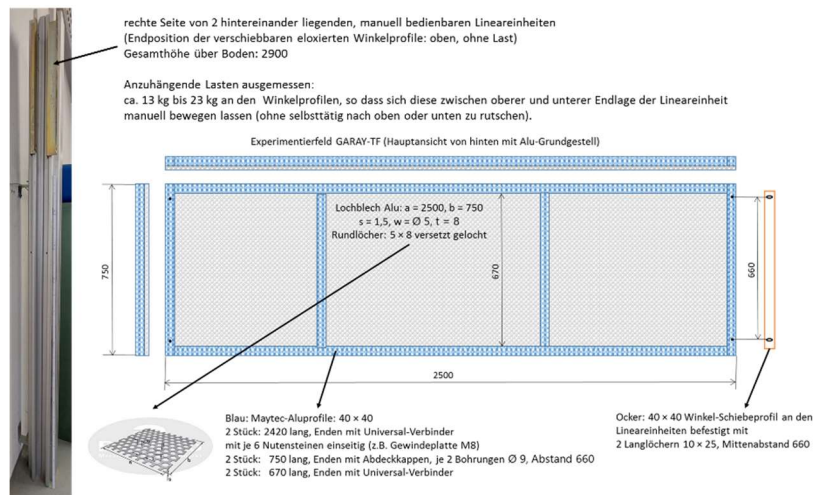 rechte Seite von 2 hintereinander liegenden, manuell bedienbaren Lineareinheiten
(Endposition der verschiebbaren eloxierten Winkelprofile: oben, ohne Last)
Gesamthöhe über Boden: 2900
Anzuhängende Lasten ausgemessen:
ca. 13 kg bis 23 kg an den Winkelprofilen, so dass sich diese zwischen oberer und unterer Endlage der Lineareinheit
manuell bewegen lassen (ohne selbsttätig nach oben oder unten zu rutschen).
Experimentierfeld GARAY-TF (Hauptansicht von hinten mit Alu-Grundgestell)
Lochblech Alu: a = 2500, b = 750
s = 1,5, w = Ø 5, t = 8
Rundlöcher: 5 × 8 versetzt gelocht
750
670
660
2500
Blau: Maytec-Aluprofile: 40 × 40
2 Stück: 2420 lang, Enden mit Universal-Verbinder
mit je 6 Nutensteinen einseitig (z.B. Gewindeplatte M8)
2 Stück: 750 lang, Enden mit Abdeckkappen, je 2 Bohrungen Ø 9, Abstand 660
2 Stück: 670 lang, Enden mit Universal-Verbinder
Ocker: 40 × 40 Winkel-Schiebeprofil an den
Lineareinheiten befestigt mit
2 Langlöchern 10 × 25, Mittenabstand 660